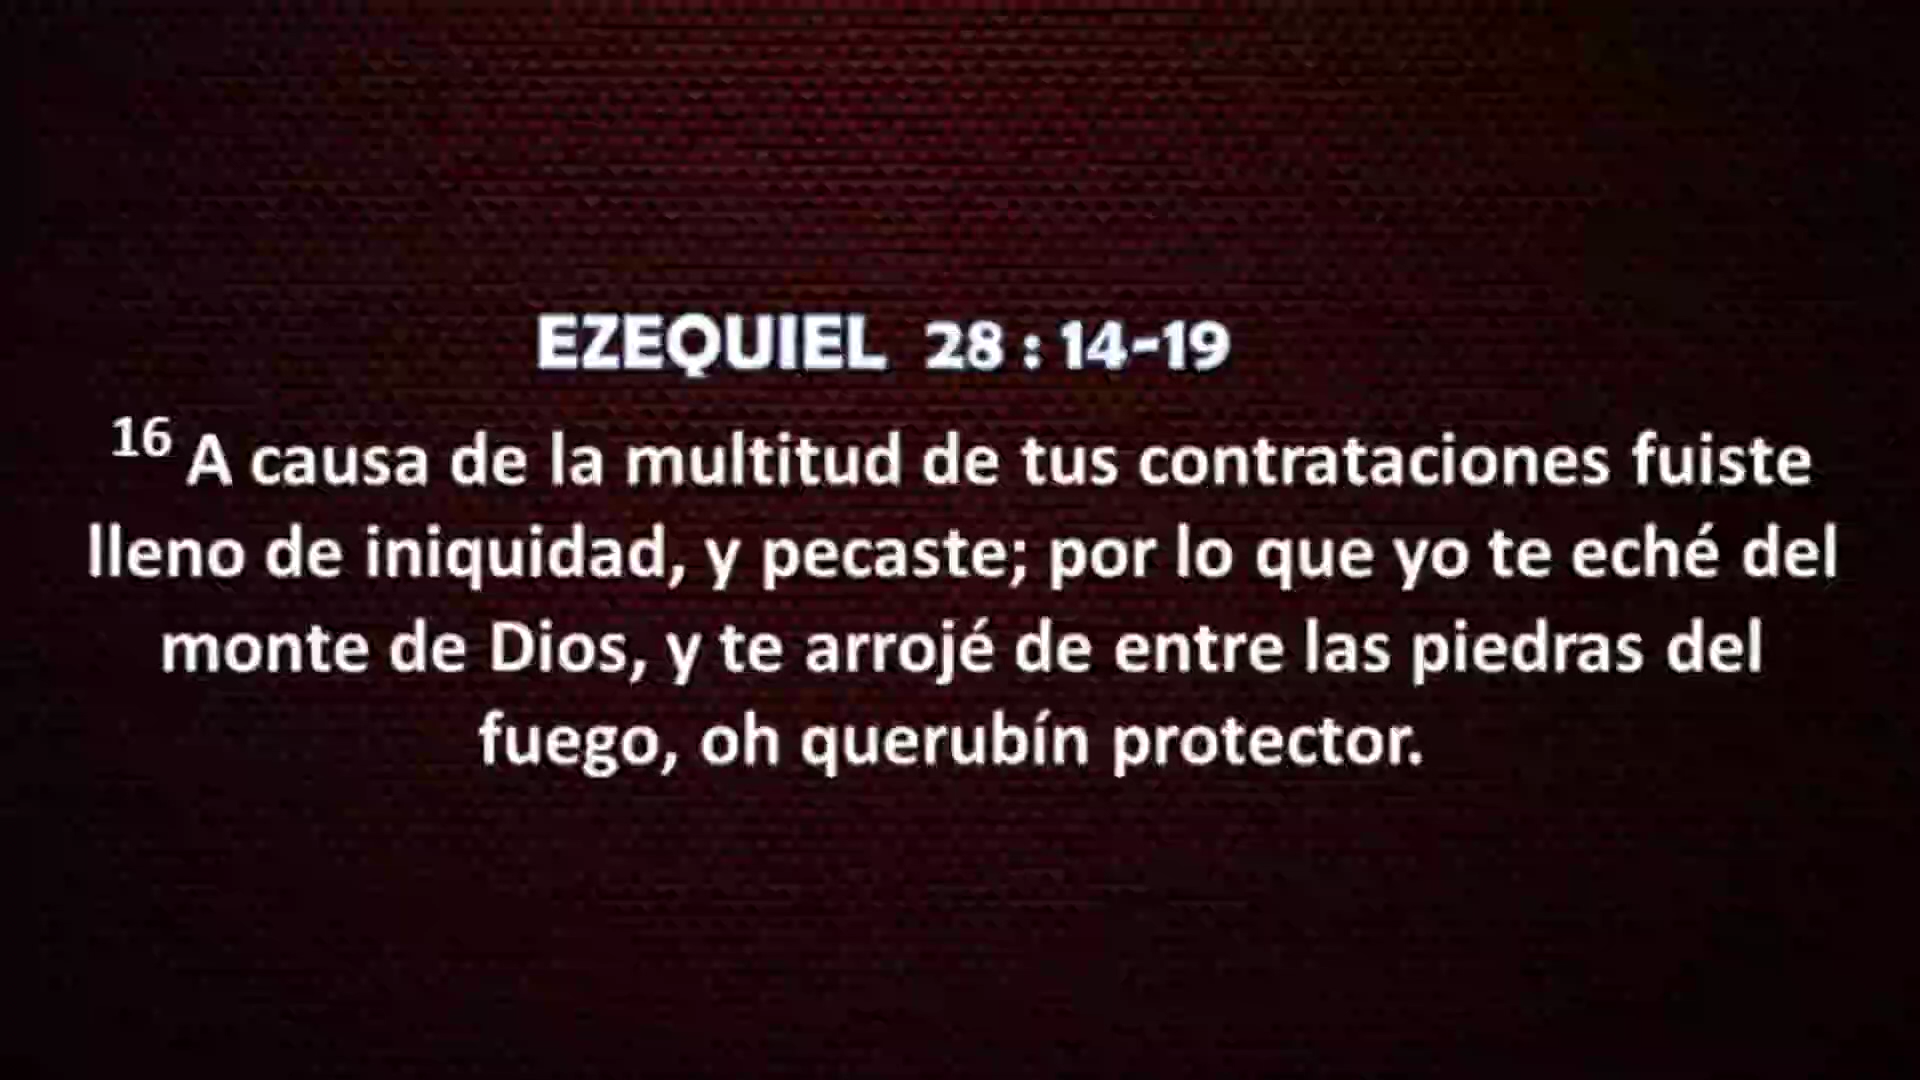 EZEQUIEL 28 : 14-19
16 A causa de la multitud de tus contrataciones fuiste
lleno de iniquidad, y pecaste; por lo que yo te eché del
monte de Dios, y te arrojé de entre las piedras del
fuego, oh querubín protector.